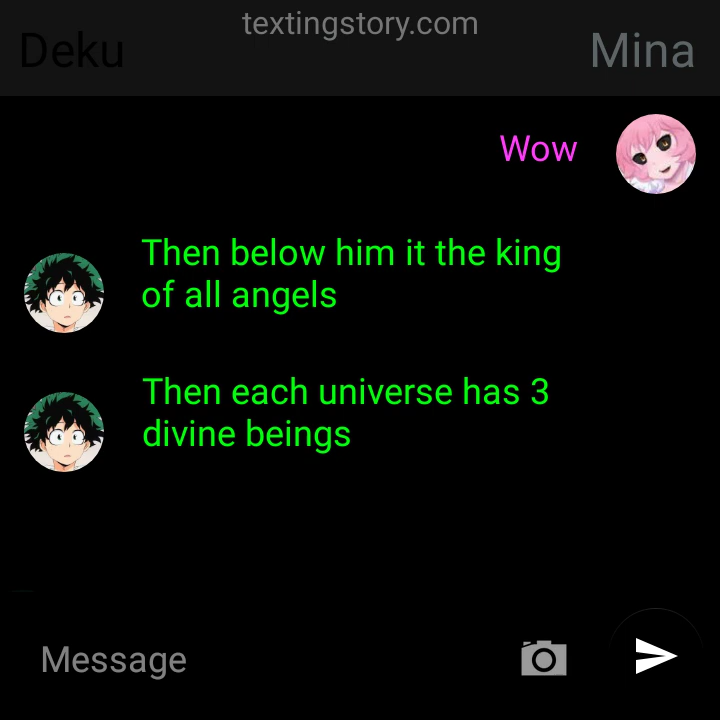 textingstory.com
Deku
Mina
Wow
Then below him it the king
of all angels
Then each universe has 3
divine beings
Message